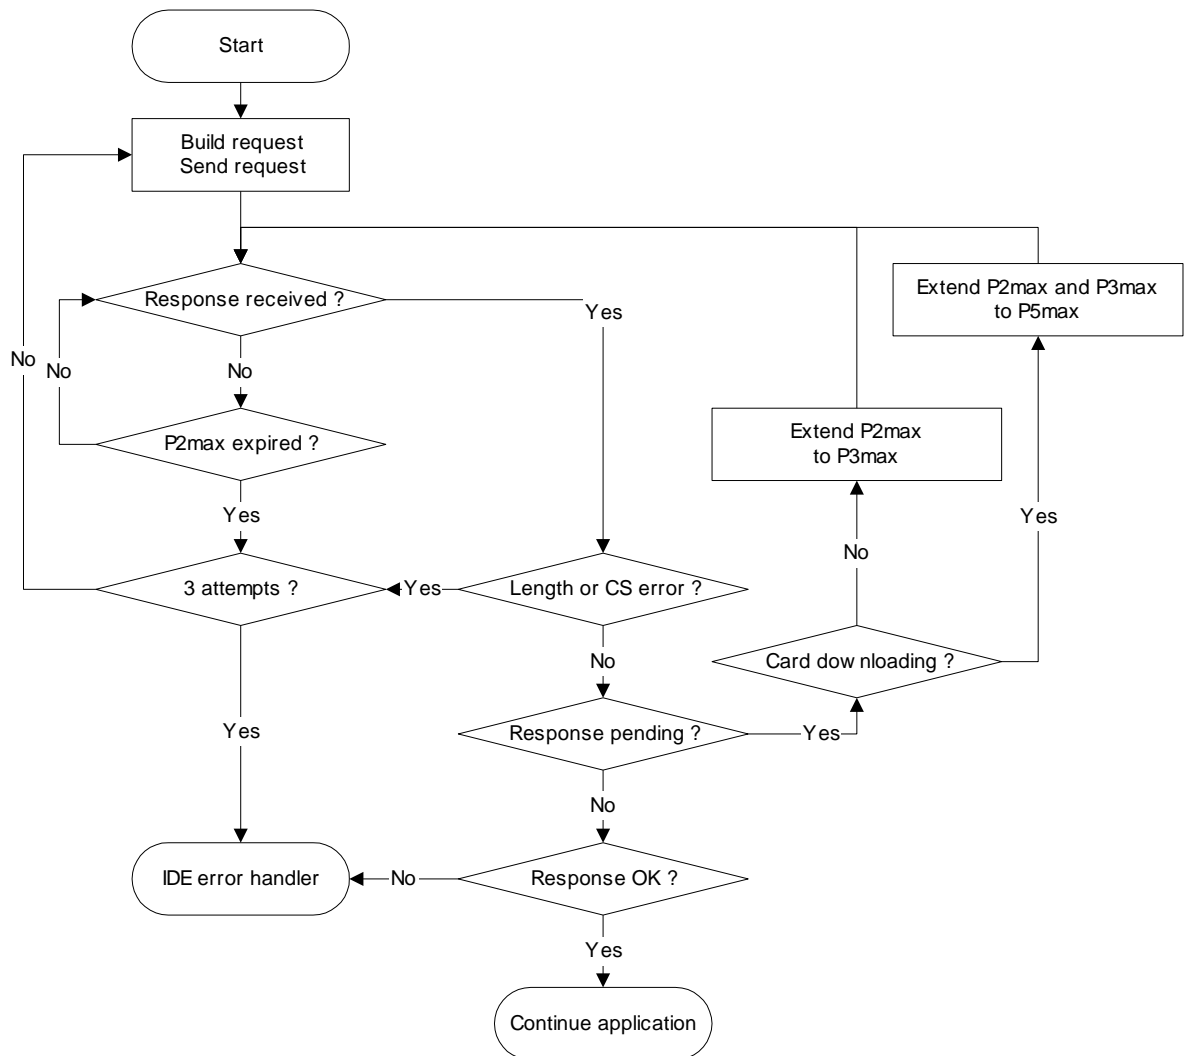 Start
Build request
Send request
Response received ?
Yes
Extend P2max and P3max
to P5max
No
No
No
P2max expired ?
Extend P2max
to P3max
Yes
Yes
No
3 attempts ?
Yes
Length or CS error ?
No
Card dow nloading ?
Yes
Response pending ?
Yes
No
IDE error handler
No
Response OK ?
Yes
Continue application